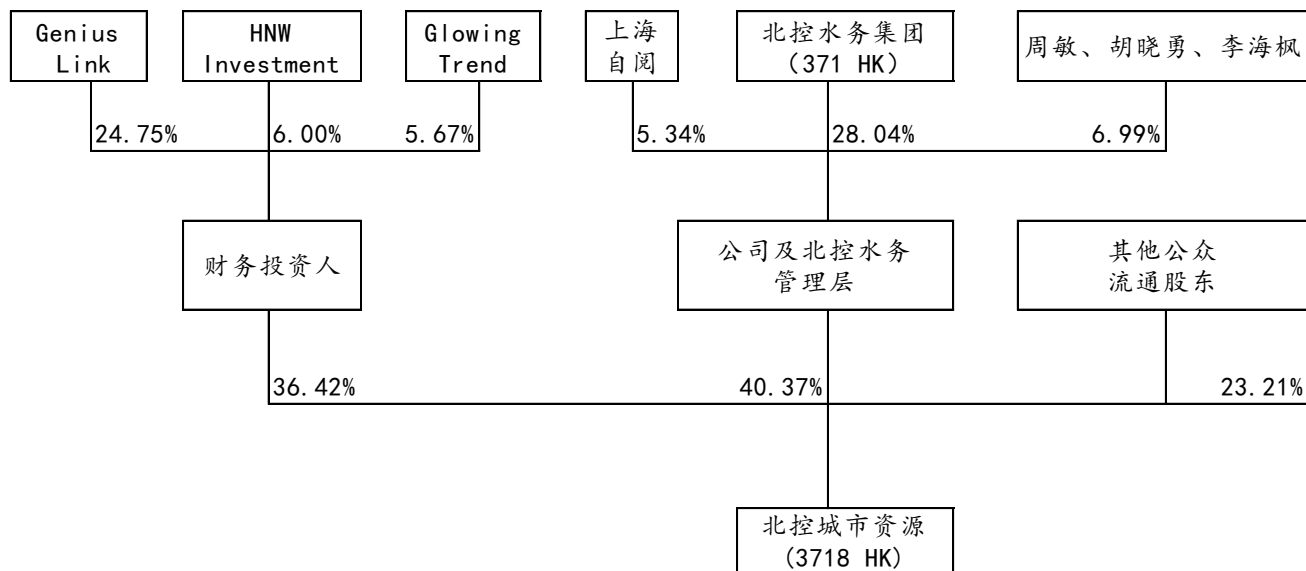 Genius
Link
HNW
Investment
Glowing
Trend
上海
自阅
北控水务集团
（371 HK）
周敏、胡晓勇、李海枫
24.75%
6.00%
5.67%
5.34%
28.04%
6.99%
财务投资人
公司及北控水务
管理层
其他公众
流通股东
36.42%
40.37%
23.21%
北控城市资源
(3718 HK)